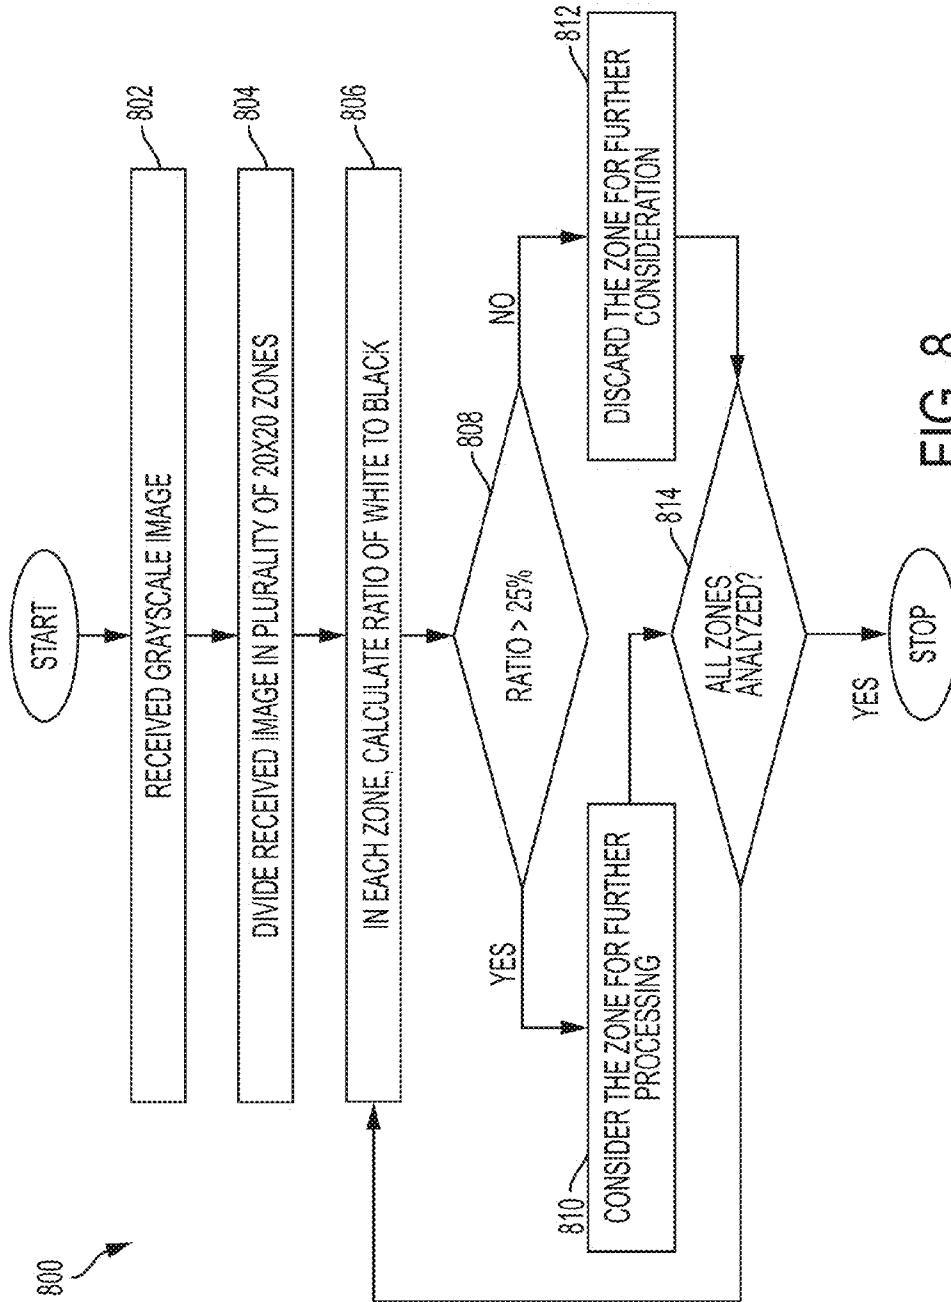 800
START
802
RECEIVED GRAYSCALE IMAGE
804
DIVIDE RECEIVED IMAGE IN PLURALITY OF 20X20 ZONES
806
IN EACH ZONE, CALCULATE RATIO OF WHITE TO BLACK
808
RATIO > 25%
YES
NO
810
CONSIDER THE ZONE FOR FURTHER
PROCESSING
812
DISCARD THE ZONE FOR FURTHER
CONSIDERATION
814
ALL ZONES
ANALYZED?
YES
STOP
FIG. 8